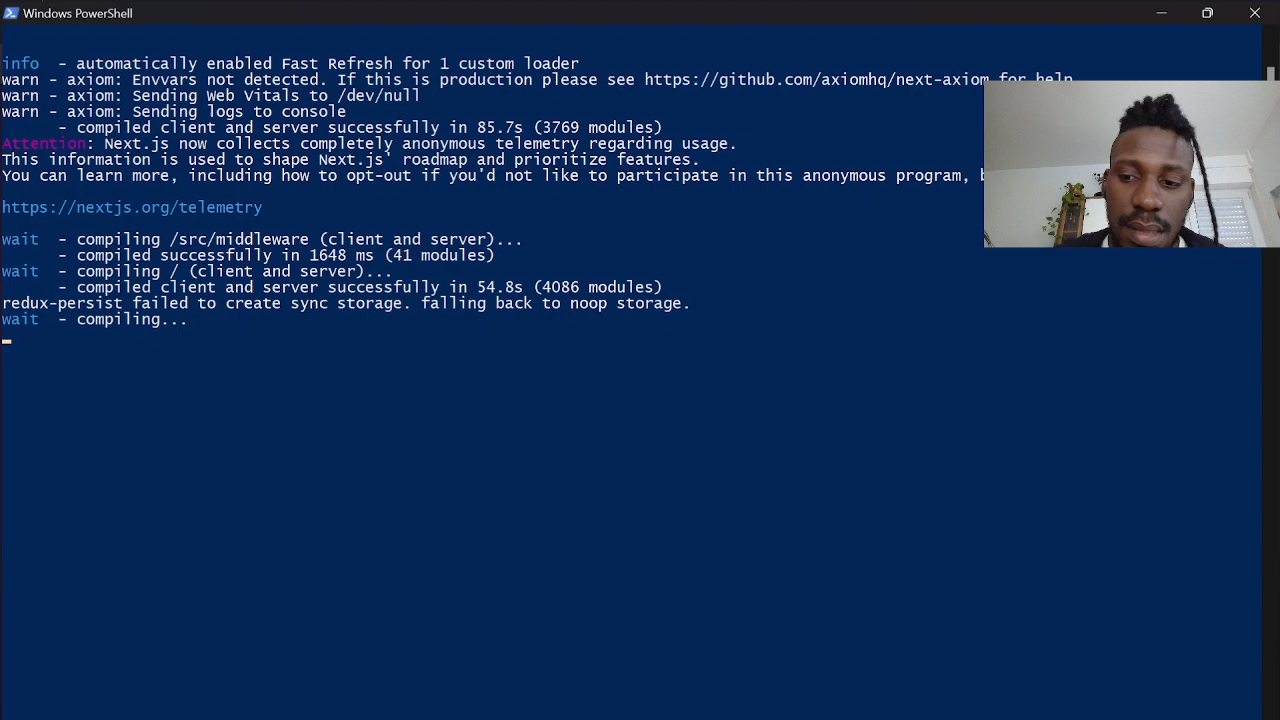 Windows PowerShell
info  - automatically enabled Fast Refresh for 1 custom loader
warn - axiom: Envvars not detected. If this is production please see https://github.com/axiomhq/next-axiom for help
warn - axiom: Sending Web Vitals to /dev/null
warn - axiom: Sending logs to console
- compiled client and server successfully in 85.7s (3769 modules)
Attention: Next.js now collects completely anonymous telemetry regarding usage.
This information is used to shape Next.js' roadmap and prioritize features.
You can learn more, including how to opt-out if you'd not like to participate in this anonymous program,
https://nextjs.org/telemetry
wait  - compiling /src/middleware (client and server)...
- compiled successfully in 1648 ms (41 modules)
wait  - compiling / (client and server)...
- compiled client and server successfully in 54.8s (4086 modules)
redux-persist failed to create sync storage. falling back to noop storage.
wait  - compiling...